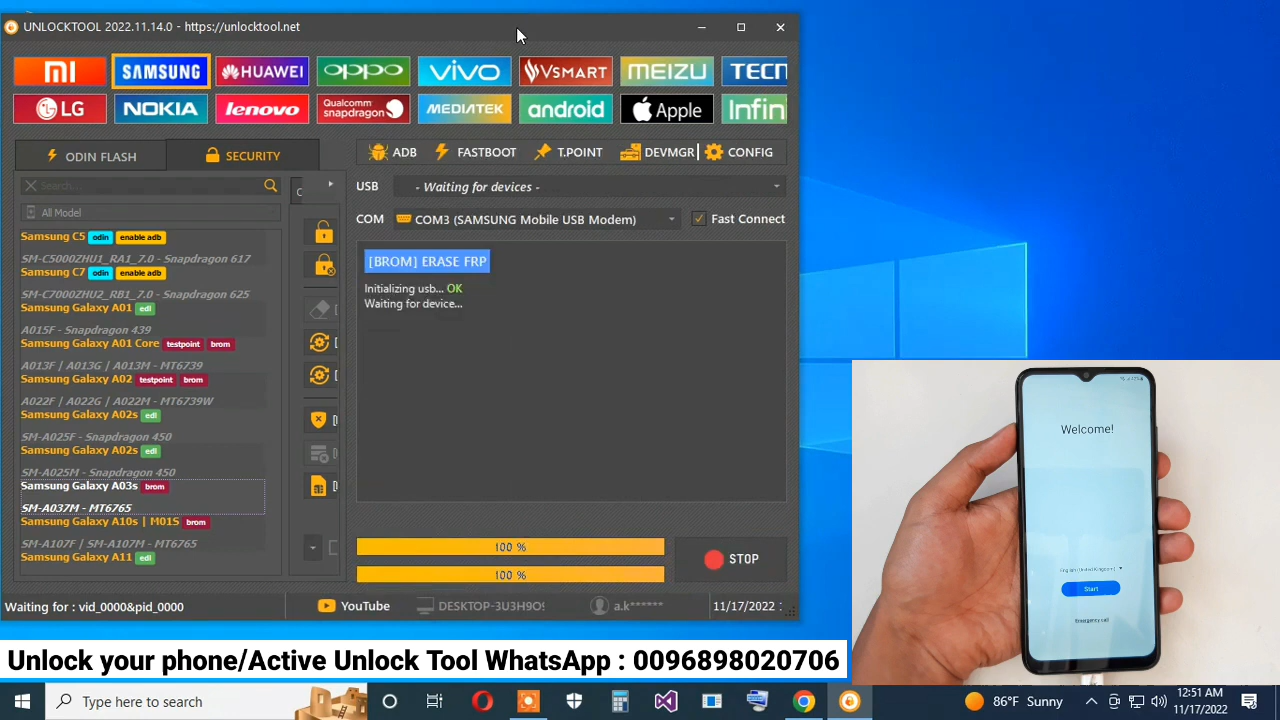 UNLOCKTOOL 2022.11.14.0 - https://unlocktool.net
MI SAMSUNG HUAWEI oppo vivo VSMART MEIZU TECN
LG NOKIA lenovo Qualcomm snapdragon MEDIATEK android Apple Infin
ODIN FLASH SECURITY
ADB FASTBOOT T.POINT DEVMGR CONFIG
Search...
USB - Waiting for devices -
All Model
COM COM3 (SAMSUNG Mobile USB Modem) Fast Connect
Samsung C5 odin enable adb
SM-C5000ZHU1_RA1_7.0 - Snapdragon 617
Samsung C7 odin enable adb
SM-C7000ZHU2_RB1_7.0 - Snapdragon 625
Samsung Galaxy A01 edl
A015F - Snapdragon 439
Samsung Galaxy A01 Core testpoint brom
A013F | A013G | A013M - MT6739
Samsung Galaxy A02 testpoint brom
A022F | A022G | A022M - MT6739W
Samsung Galaxy A02s edl
SM-A025F - Snapdragon 450
Samsung Galaxy A02s edl
SM-A025M - Snapdragon 450
Samsung Galaxy A03s brom
SM-A037M - MT6765
Samsung Galaxy A10s | M01S brom
SM-A107F | SM-A107M - MT6765
Samsung Galaxy A11 edl
[BROM] ERASE FRP
Initializing usb... OK
Waiting for device...
100 %
100 %
STOP
Waiting for : vid_0000&pid_0000
YouTube
DESKTOP-3U3H9O
a.k******
11/17/2022 :
Welcome!
English (United Kingdom)
Start
Emergency call
Unlock your phone/Active Unlock Tool WhatsApp : 0096898020706
Type here to search
86°F Sunny
12:51 AM
11/17/2022